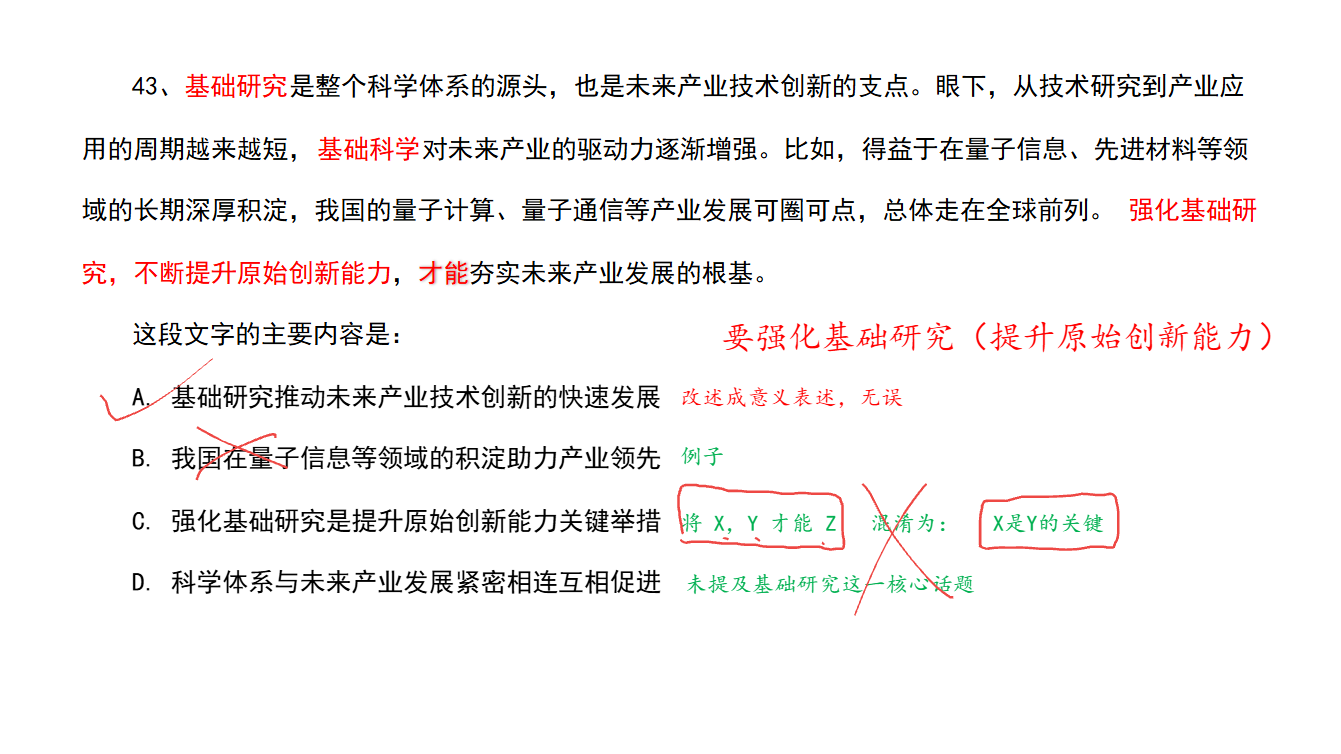 43、基础研究是整个科学体系的源头，也是未来产业技术创新的支点。眼下，从技术研究到产业应
用的周期越来越短，基础科学对未来产业的驱动力逐渐增强。比如，得益于在量子信息、先进材料等领
域的长期深厚积淀，我国的量子计算、量子通信等产业发展可圈可点，总体走在全球前列。 强化基础研
究，不断提升原始创新能力，才能夯实未来产业发展的根基。
这段文字的主要内容是：
要强化基础研究（提升原始创新能力）
A. 基础研究推动未来产业技术创新的快速发展 改述成意义表述，无误
B. 我国在量子信息等领域的积淀助力产业领先 例子
C. 强化基础研究是提升原始创新能力关键举措 将 X，Y 才能 Z 混淆为： X是Y的关键
D. 科学体系与未来产业发展紧密相连互相促进 未提及基础研究这一核心话题